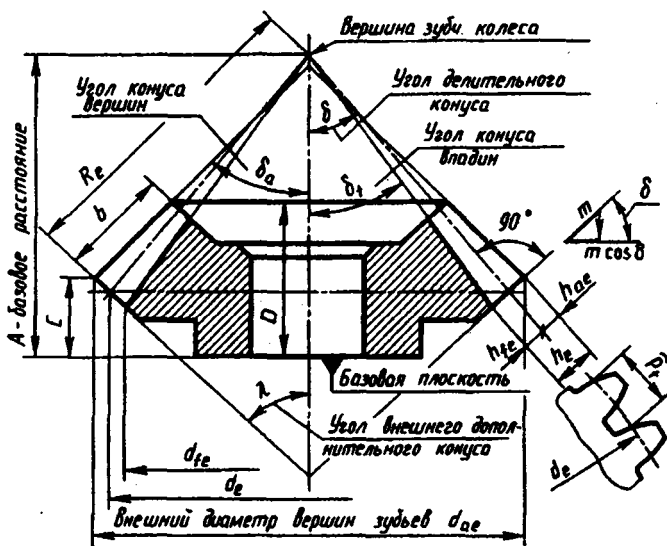 Вершина зубч. колеса
Угол конуса
вершин
Угол делительного
конуса
δ
Угол конуса
впадин
A - базовое расстояние
Re
b
δa
δf
90°
m
δ
m cos δ
C
D
hae
hfe
he
Pt
Базовая плоскость
λ
Угол внешнего допол-
нительного конуса
dfe
de
de
Внешний диаметр вершин зубьев dae